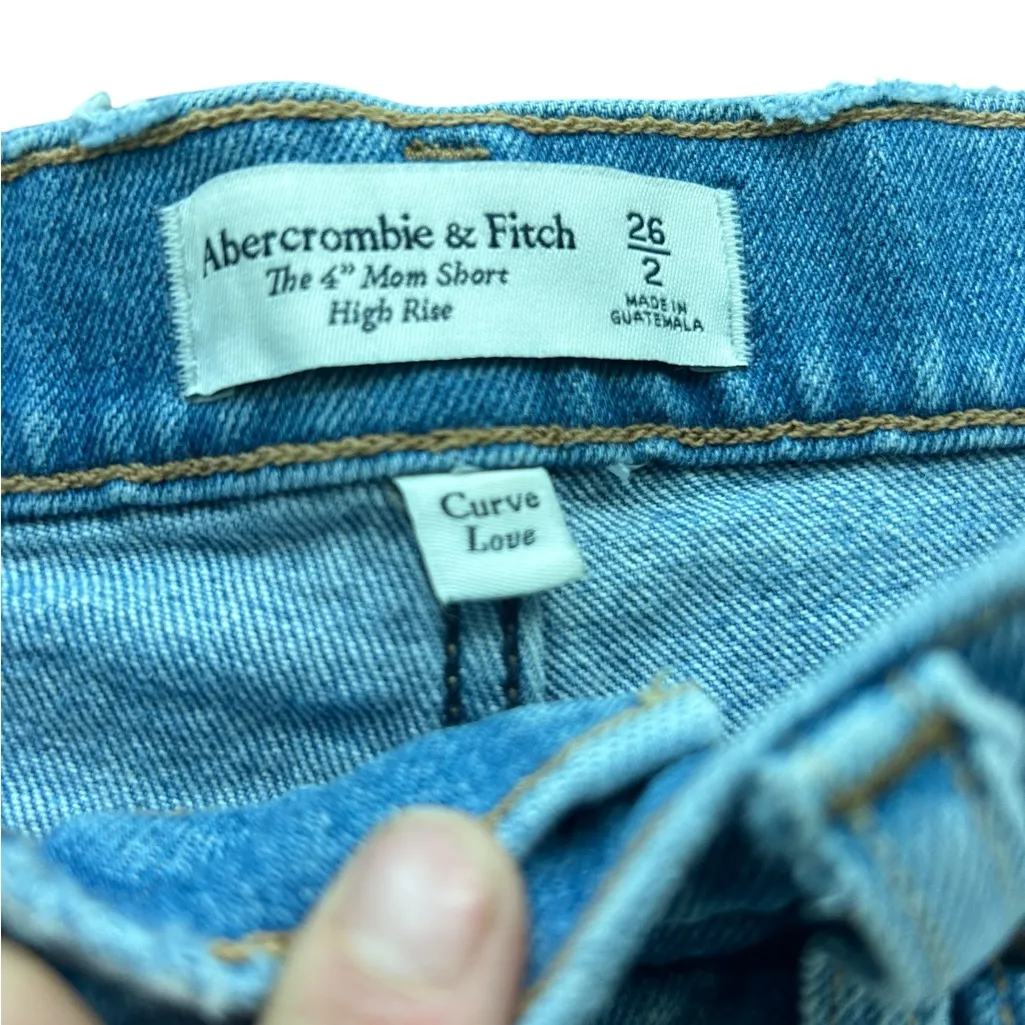 Abercrombie & Fitch
The 4” Mom Short
High Rise
26
2
MADE IN
GUATEMALA
Curve
Love